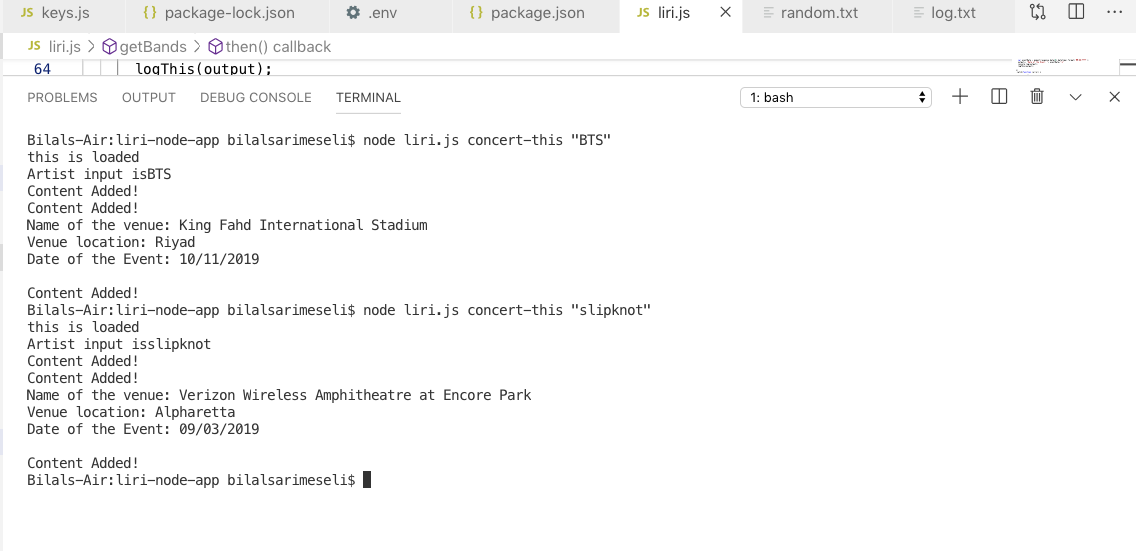 JS keys.js {} package-lock.json .env {} package.json JS liri.js random.txt log.txt
JS liri.js > getBands > then() callback
64 logThis(output);
PROBLEMS OUTPUT DEBUG CONSOLE TERMINAL 1: bash
Bilals-Air:liri-node-app bilalsarimeseli$ node liri.js concert-this "BTS"
this is loaded
Artist input isBTS
Content Added!
Content Added!
Name of the venue: King Fahd International Stadium
Venue location: Riyad
Date of the Event: 10/11/2019
Content Added!
Bilals-Air:liri-node-app bilalsarimeseli$ node liri.js concert-this "slipknot"
this is loaded
Artist input isslipknot
Content Added!
Content Added!
Name of the venue: Verizon Wireless Amphitheatre at Encore Park
Venue location: Alpharetta
Date of the Event: 09/03/2019
Content Added!
Bilals-Air:liri-node-app bilalsarimeseli$